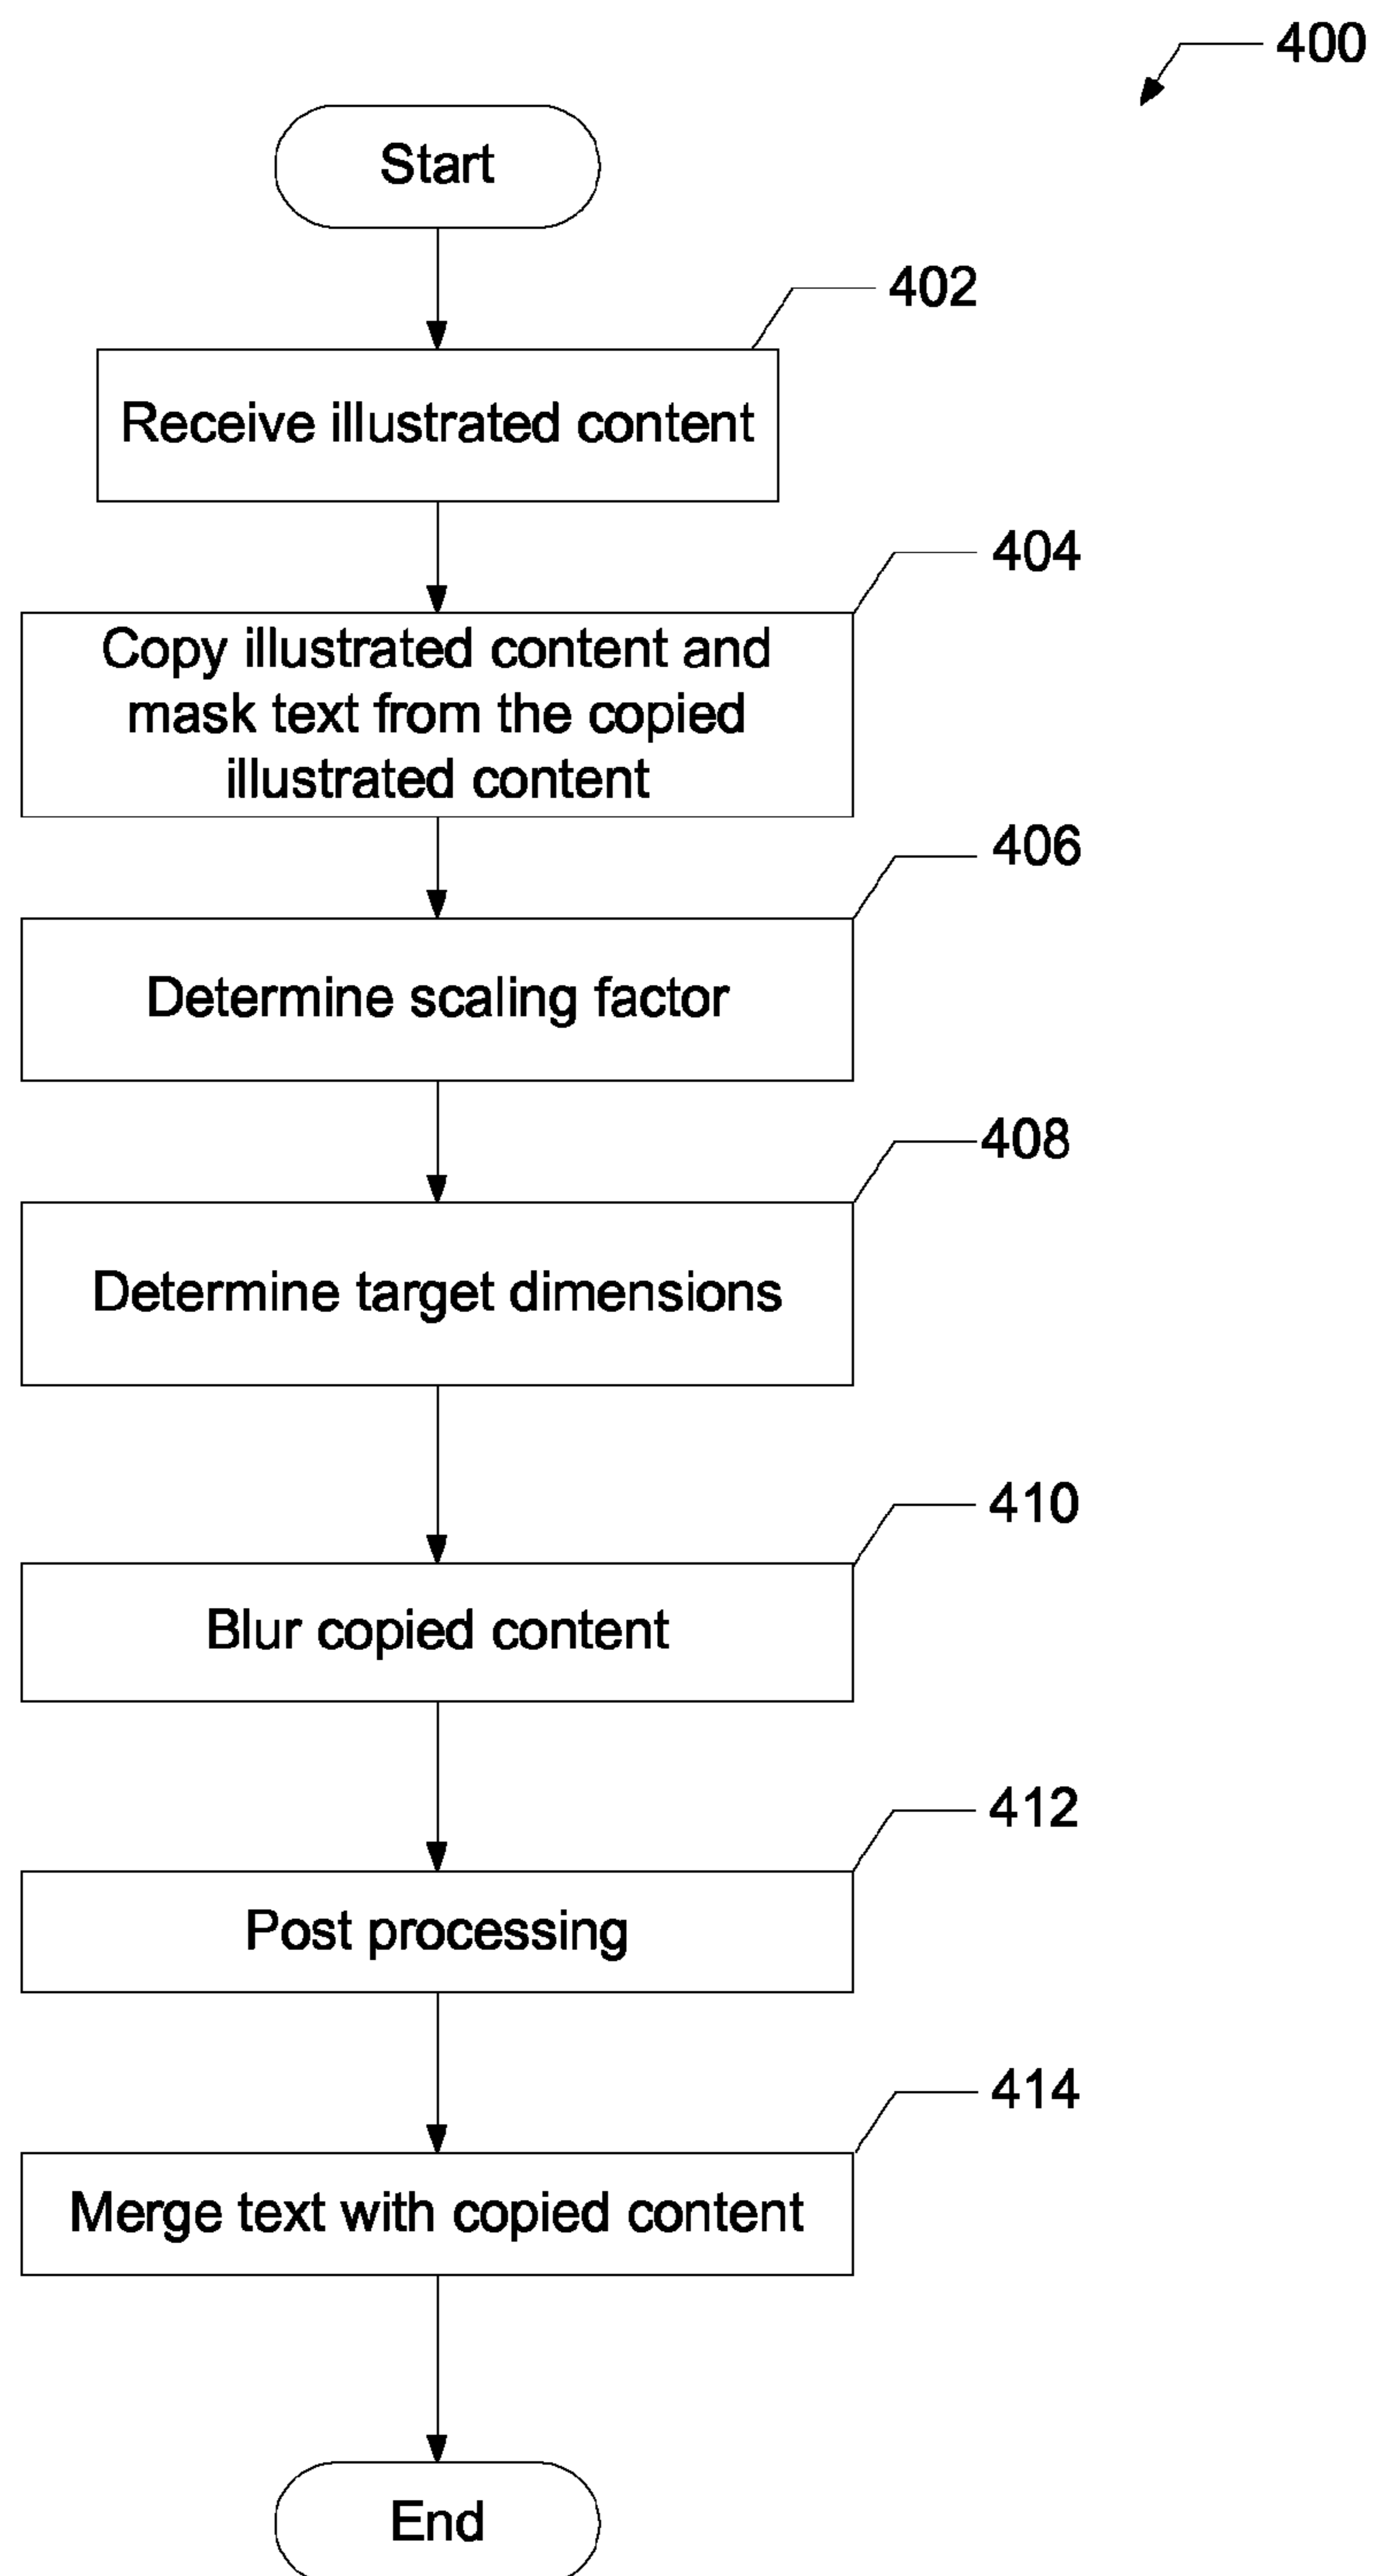 400
Start
402
Receive illustrated content
404
Copy illustrated content and
mask text from the copied
illustrated content
406
Determine scaling factor
408
Determine target dimensions
410
Blur copied content
412
Post processing
414
Merge text with copied content
End